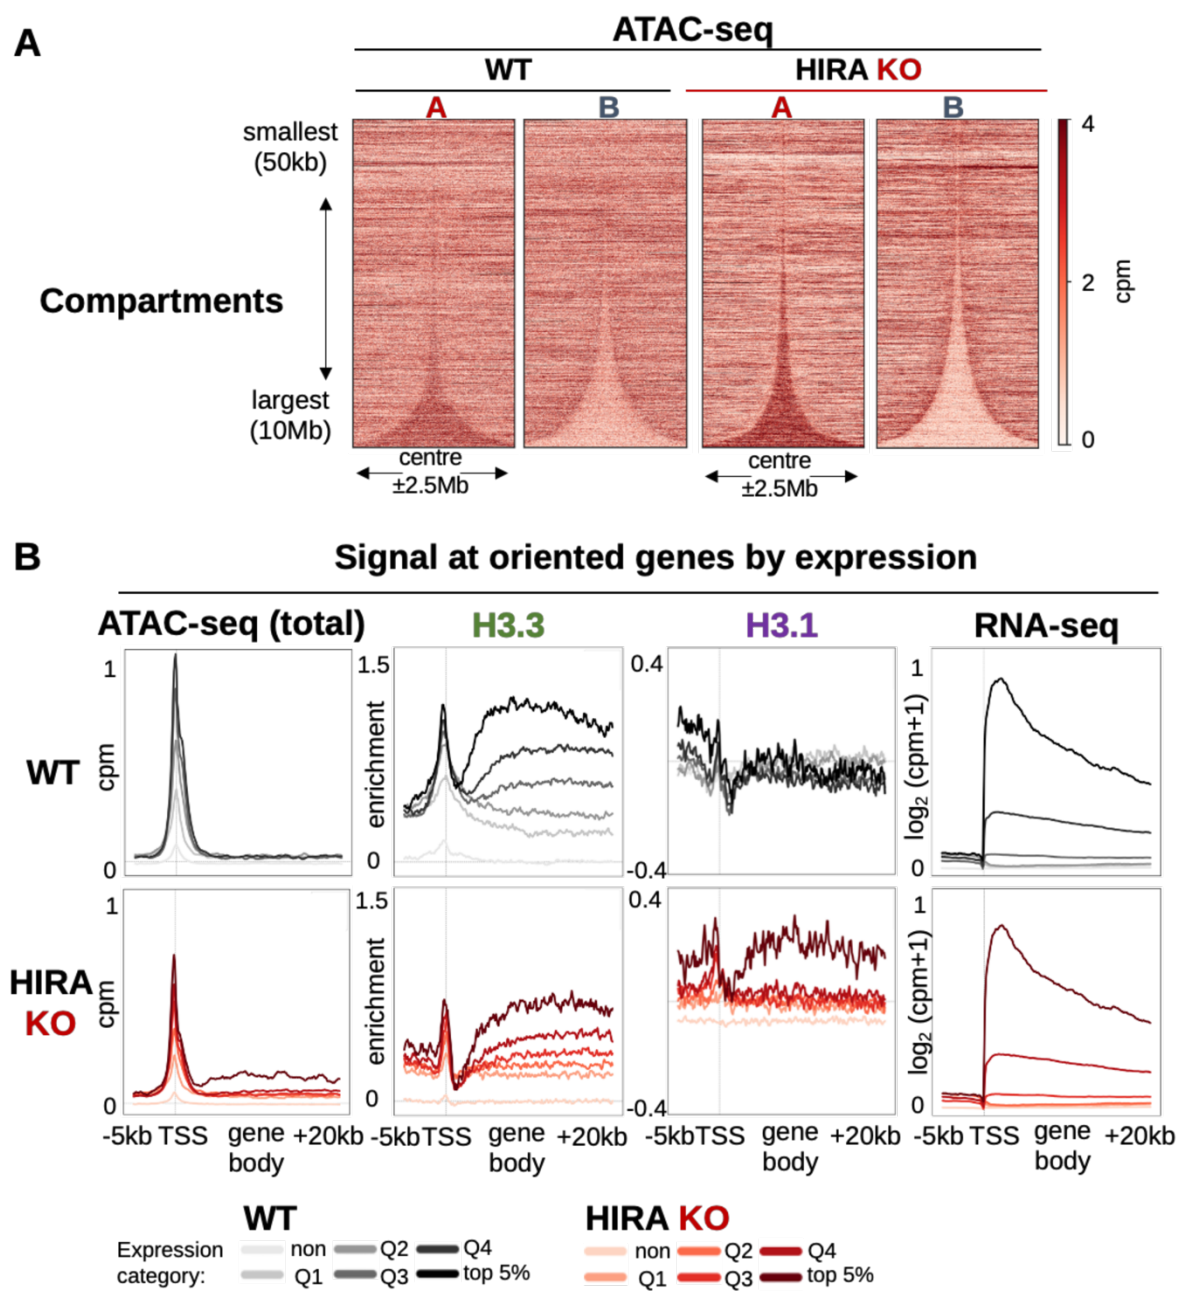 A
ATAC-seq
WT
HIRA KO
A
B
A
B
smallest
(50kb)
Compartments
largest
(10Mb)
4
2
0
cpm
centre
±2.5Mb
centre
±2.5Mb
B
Signal at oriented genes by expression
ATAC-seq (total)
H3.3
H3.1
RNA-seq
WT
1
cpm
0
1.5
enrichment
0
0.4
-0.4
1
log2 (cpm+1)
0
HIRA
KO
1
cpm
0
1.5
enrichment
0
0.4
-0.4
1
log2 (cpm+1)
0
-5kb TSS gene body +20kb
-5kb TSS gene body +20kb
-5kb TSS gene body +20kb
-5kb TSS gene body +20kb
WT
HIRA KO
Expression
category:
non Q2 Q4
Q1 Q3 top 5%
non Q2 Q4
Q1 Q3 top 5%